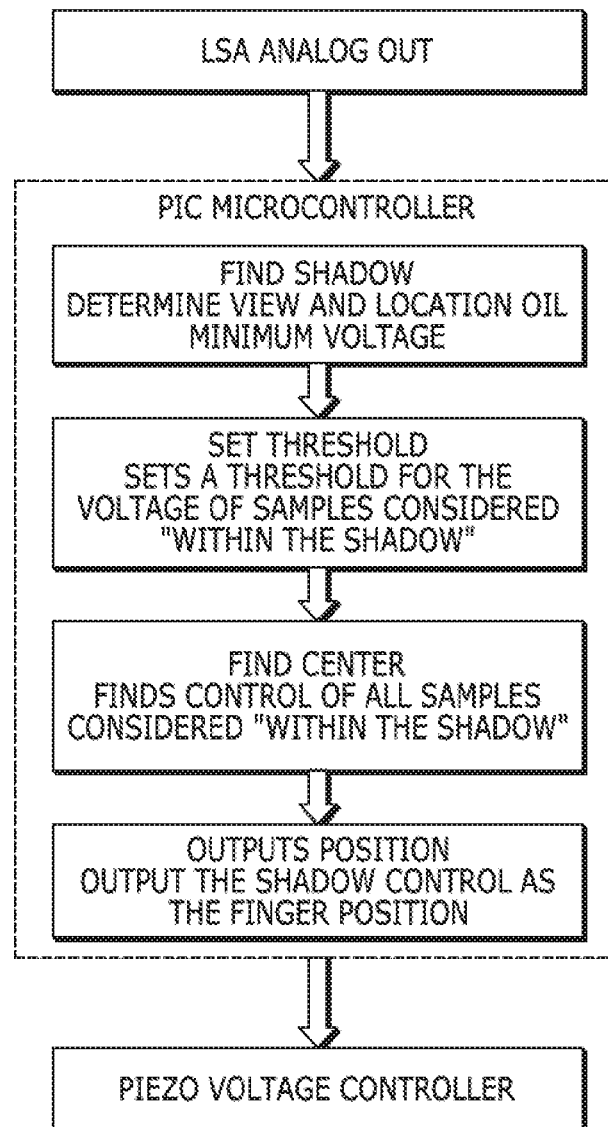 LSA ANALOG OUT
PIC MICROCONTROLLER
FIND SHADOW
DETERMINE VIEW AND LOCATION OIL
MINIMUM VOLTAGE
SET THRESHOLD
SETS A THRESHOLD FOR THE
VOLTAGE OF SAMPLES CONSIDERED
"WITHIN THE SHADOW"
FIND CENTER
FINDS CONTROL OF ALL SAMPLES
CONSIDERED "WITHIN THE SHADOW"
OUTPUTS POSITION
OUTPUT THE SHADOW CONTROL AS
THE FINGER POSITION
PIEZO VOLTAGE CONTROLLER